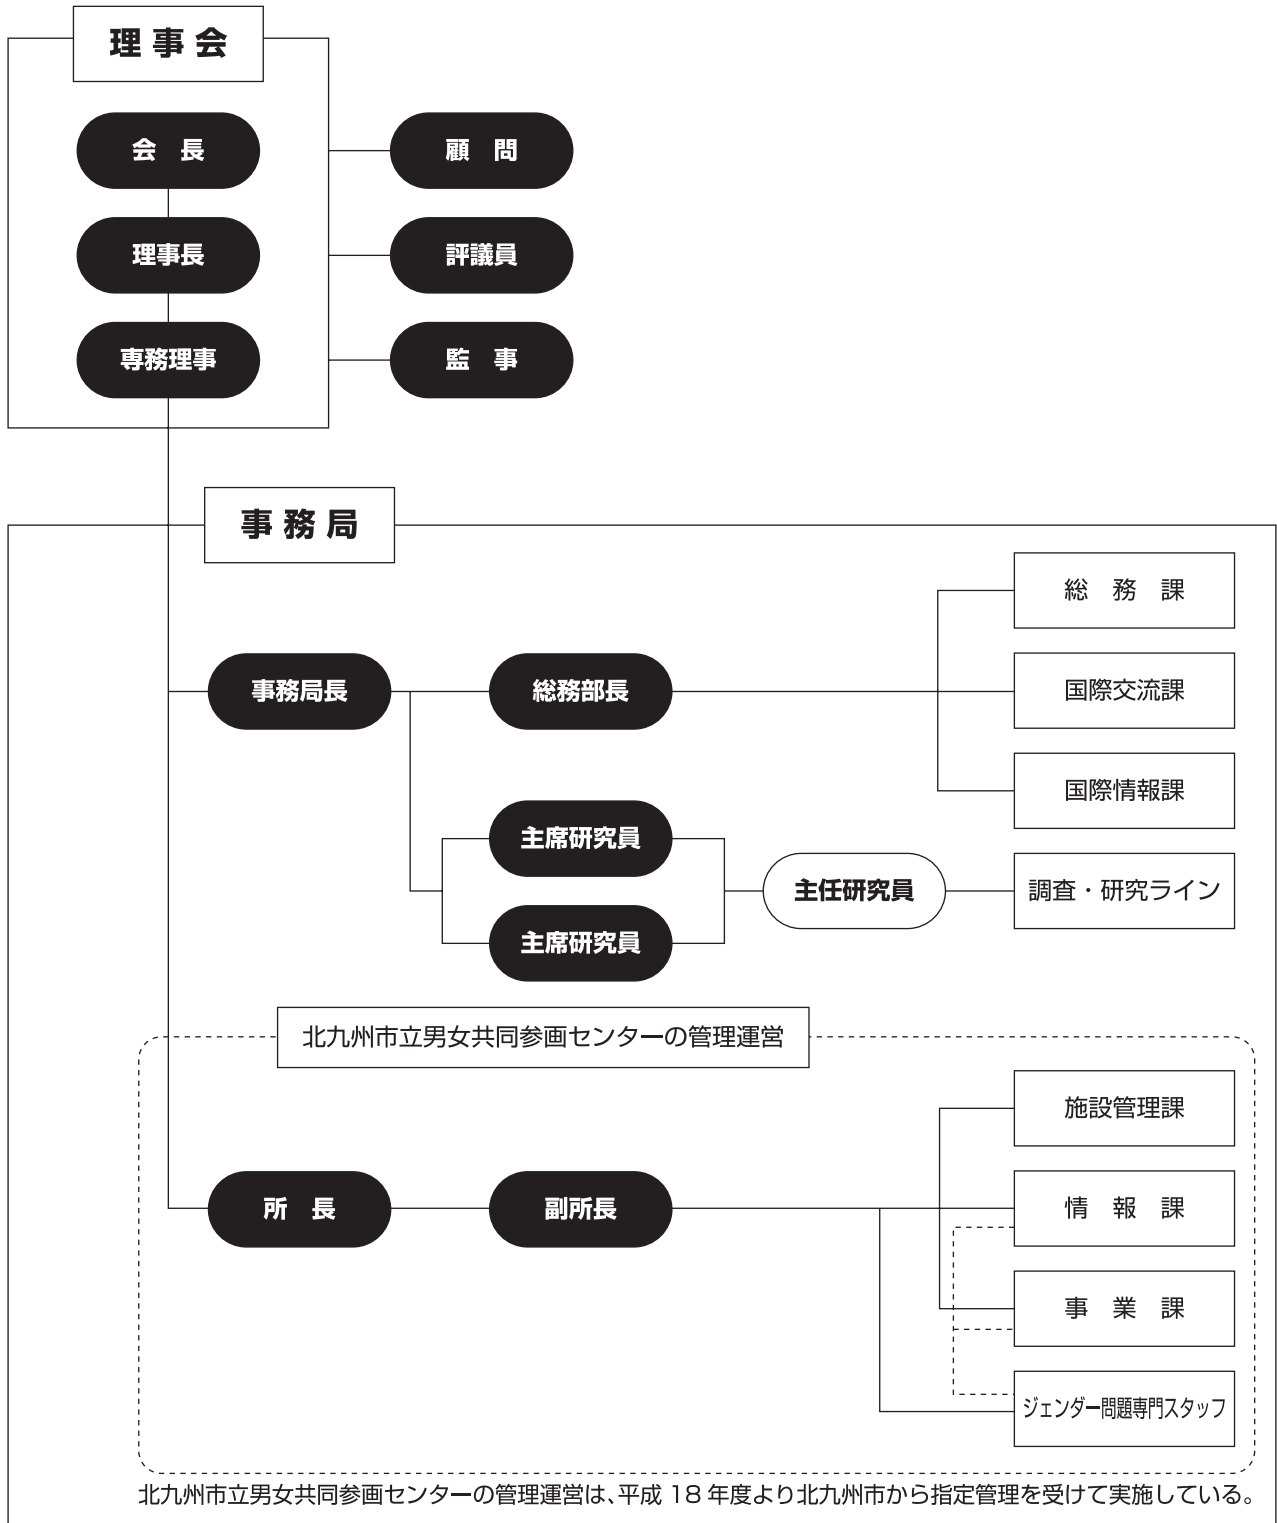 理事会
会　長
顧　問
理事長
評議員
専務理事
監　事
事務局
総　務　課
事務局長
総務部長
国際交流課
国際情報課
主席研究員
主任研究員
調査・研究ライン
主席研究員
北九州市立男女共同参画センターの管理運営
施設管理課
所　長
副所長
情　報　課
事　業　課
ジェンダー問題専門スタッフ
北九州市立男女共同参画センターの管理運営は、平成 18 年度より北九州市から指定管理を受けて実施している。